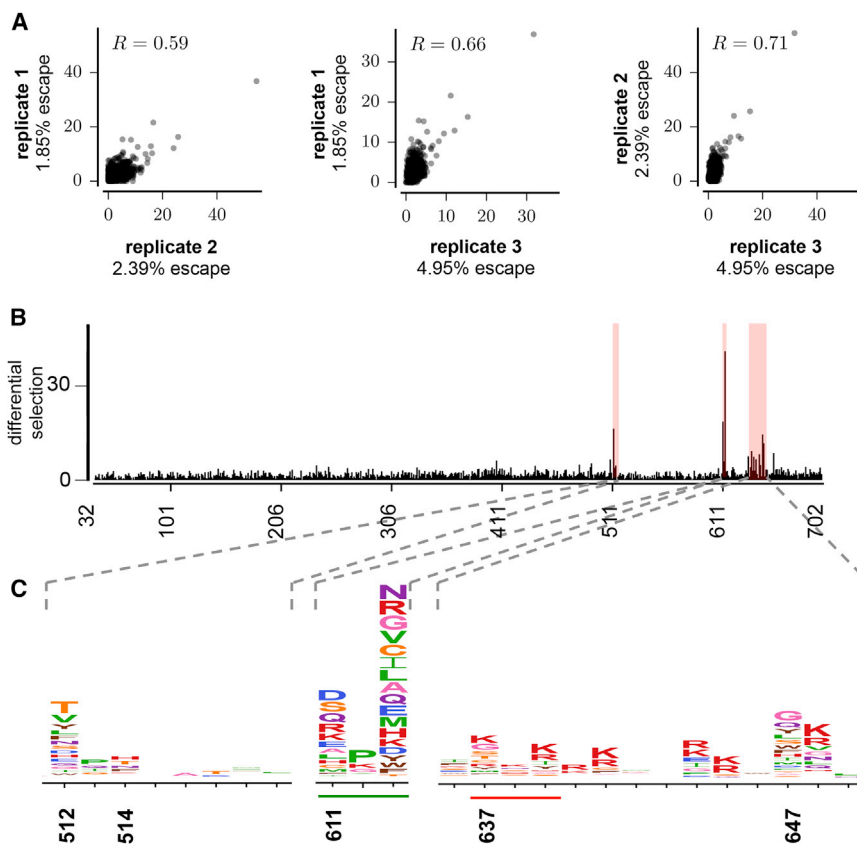 A
R = 0.59
replicate 1
1.85% escape
40
20
0
0 20 40
replicate 2
2.39% escape
R = 0.66
replicate 1
1.85% escape
30
20
10
0
0 10 20 30
replicate 3
4.95% escape
R = 0.71
replicate 2
2.39% escape
40
20
0
0 20 40
replicate 3
4.95% escape
B
differential
selection
30
0
32 101 206 306 411 511 611 702
C
T
V
Y
P
H
D
S
Q
R
K
E
A
P
K
N
R
G
V
C
I
L
A
Q
E
M
H
K
D
Y
W
K
G
K
R
K
R
R
K
K
R
G
K
R
V
512 514 611 637 647